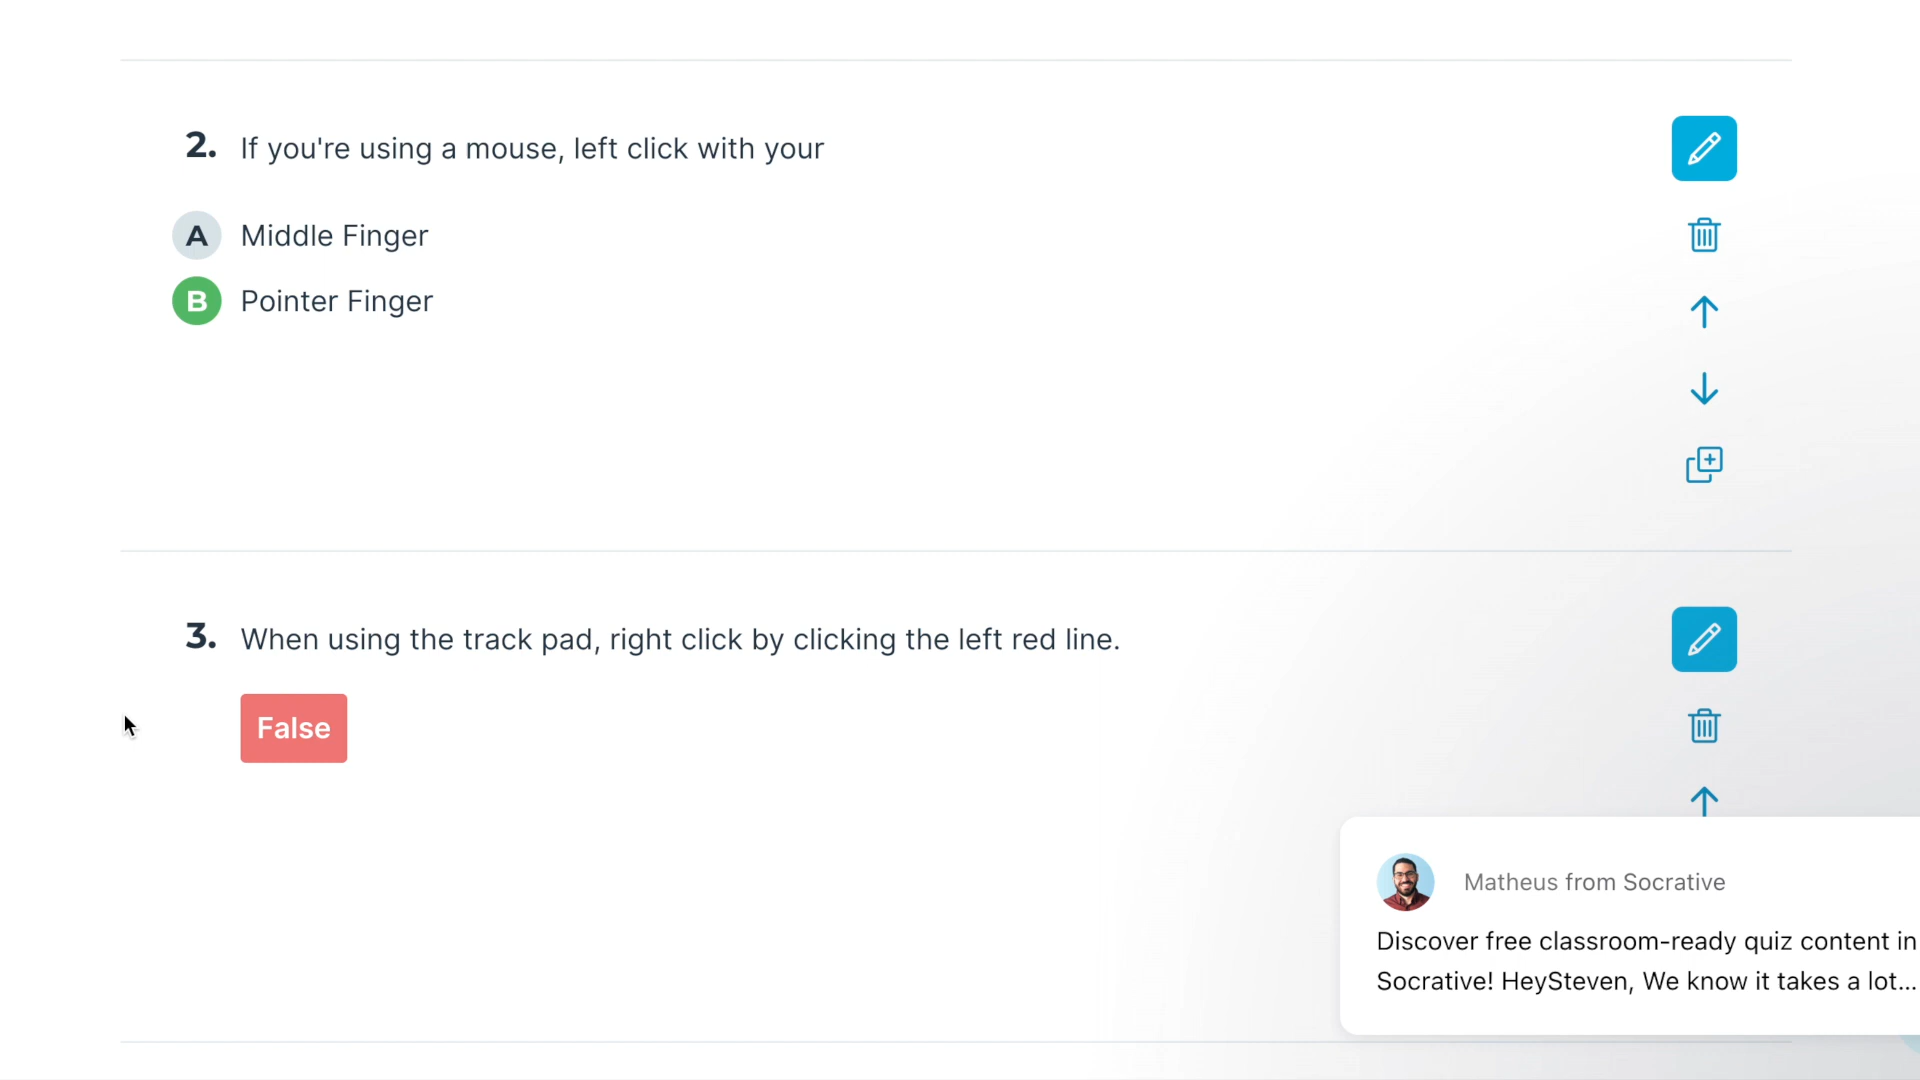 2. If you're using a mouse, left click with your
A Middle Finger
B Pointer Finger
3. When using the track pad, right click by clicking the left red line.
False
Matheus from Socrative
Discover free classroom-ready quiz content in
Socrative! HeySteven, We know it takes a lot...